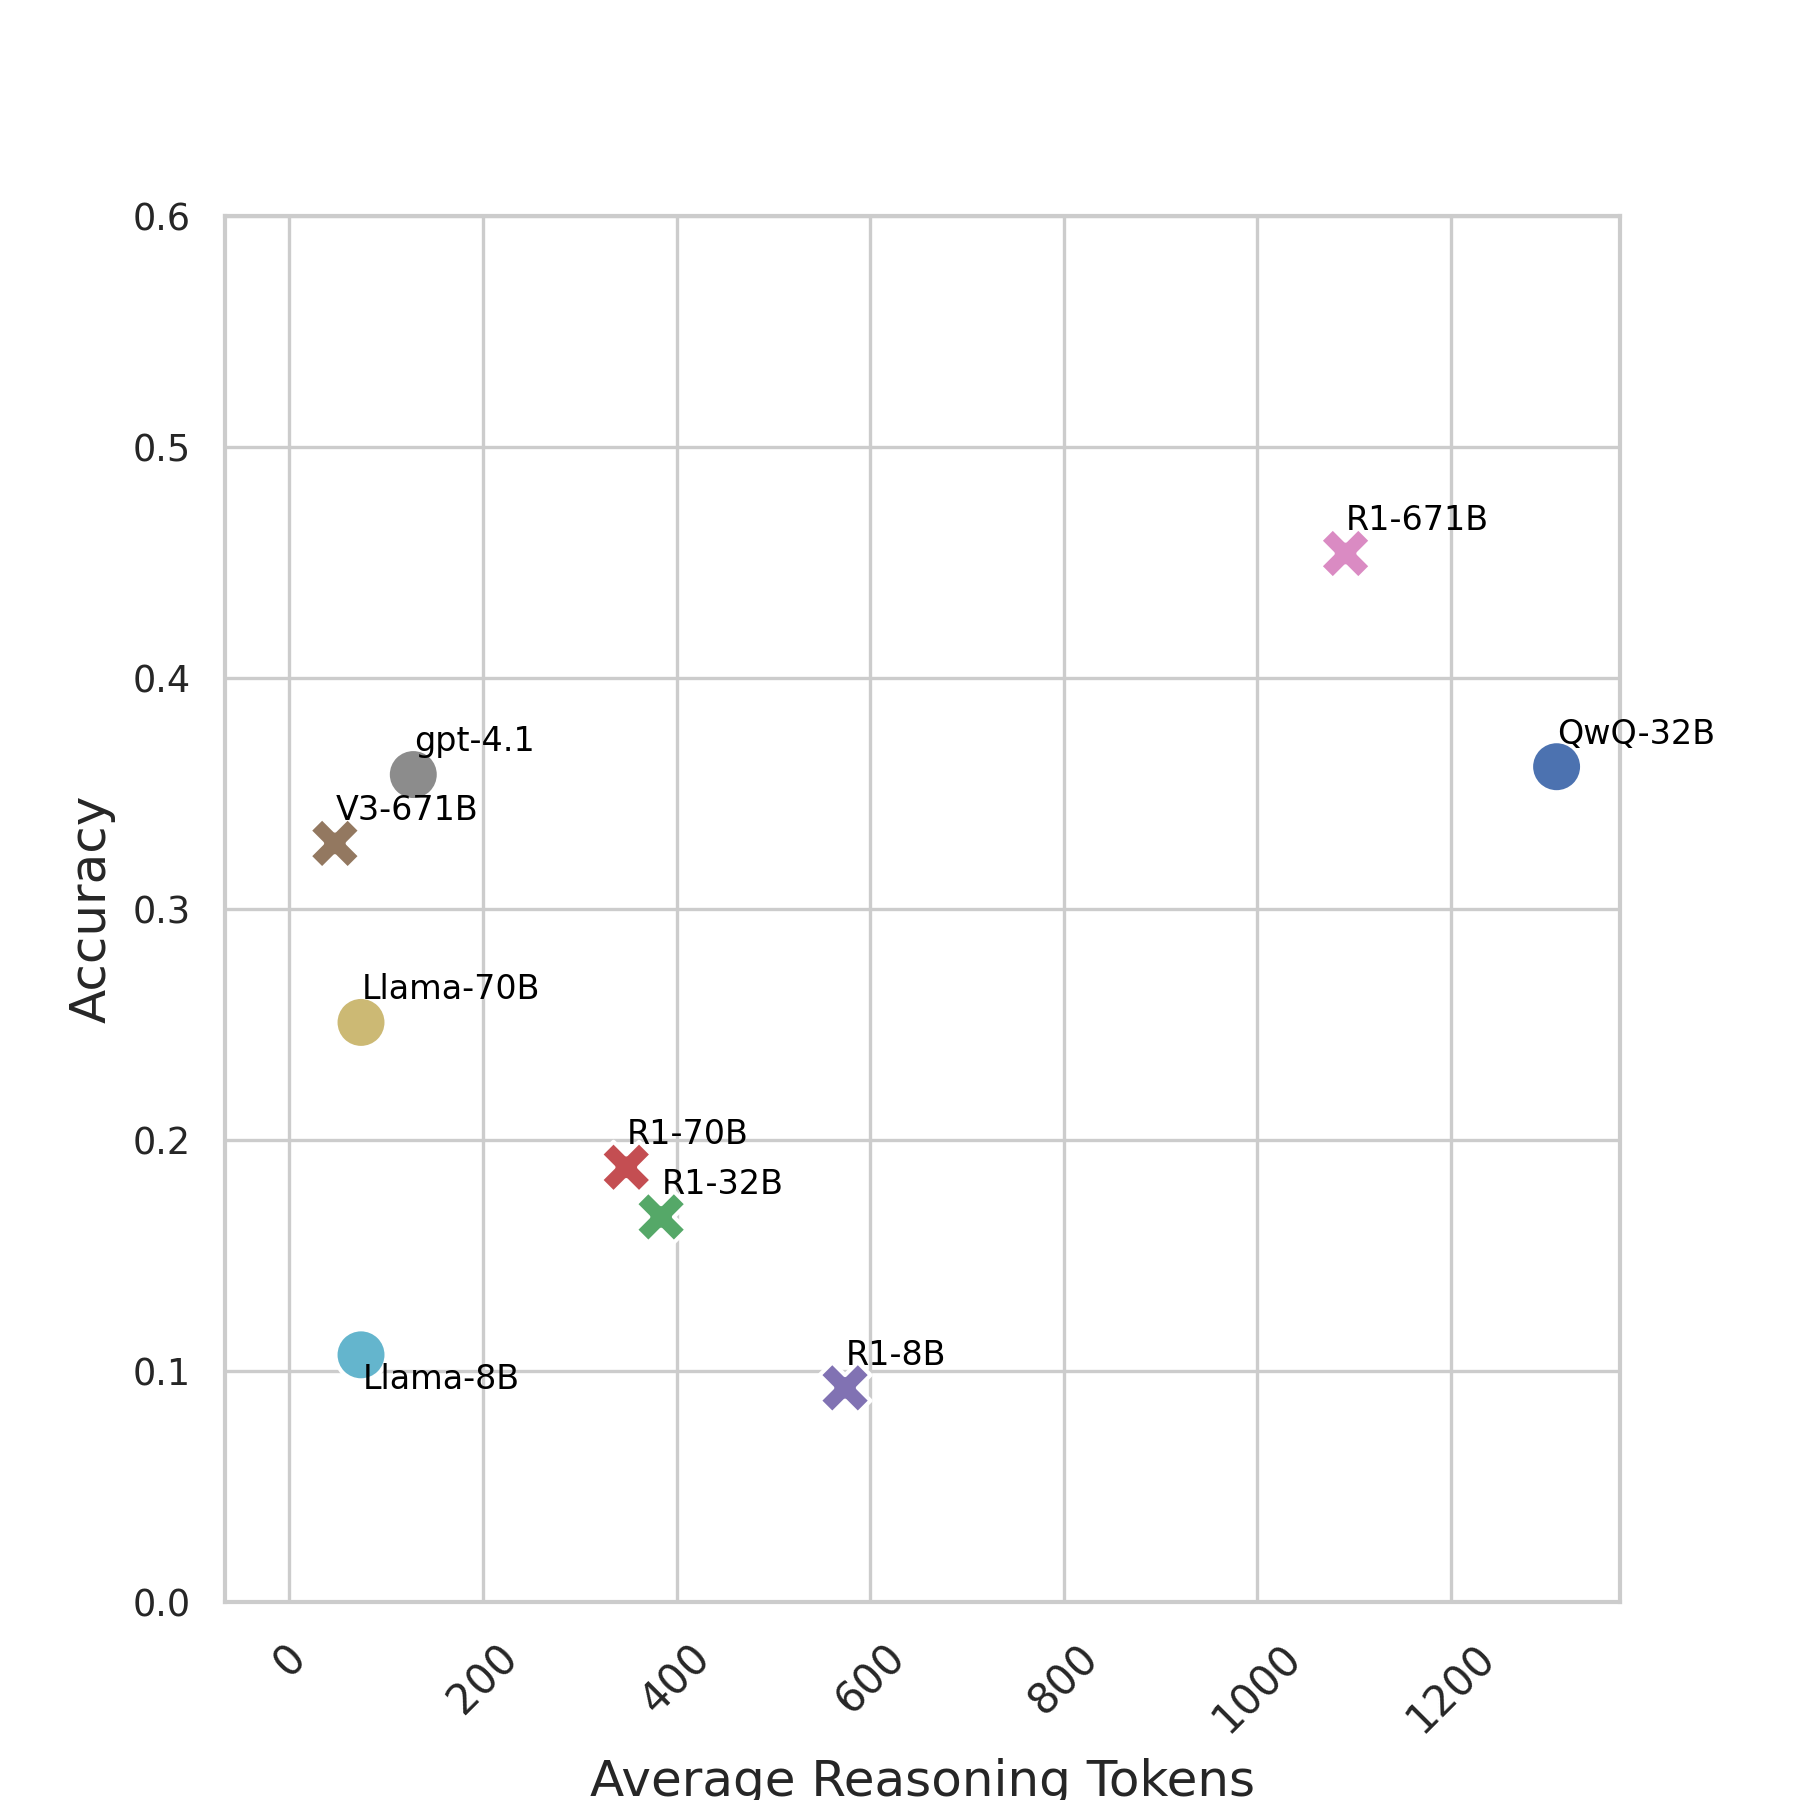 0.6
0.5
R1-671B
0.4
gpt-4.1
QwQ-32B
V3-671B
Accuracy
0.3
Llama-70B
0.2
R1-70B
R1-32B
R1-8B
0.1
Llama-8B
0.0
0
200
400
600
800
1000
1200
Average Reasoning Tokens